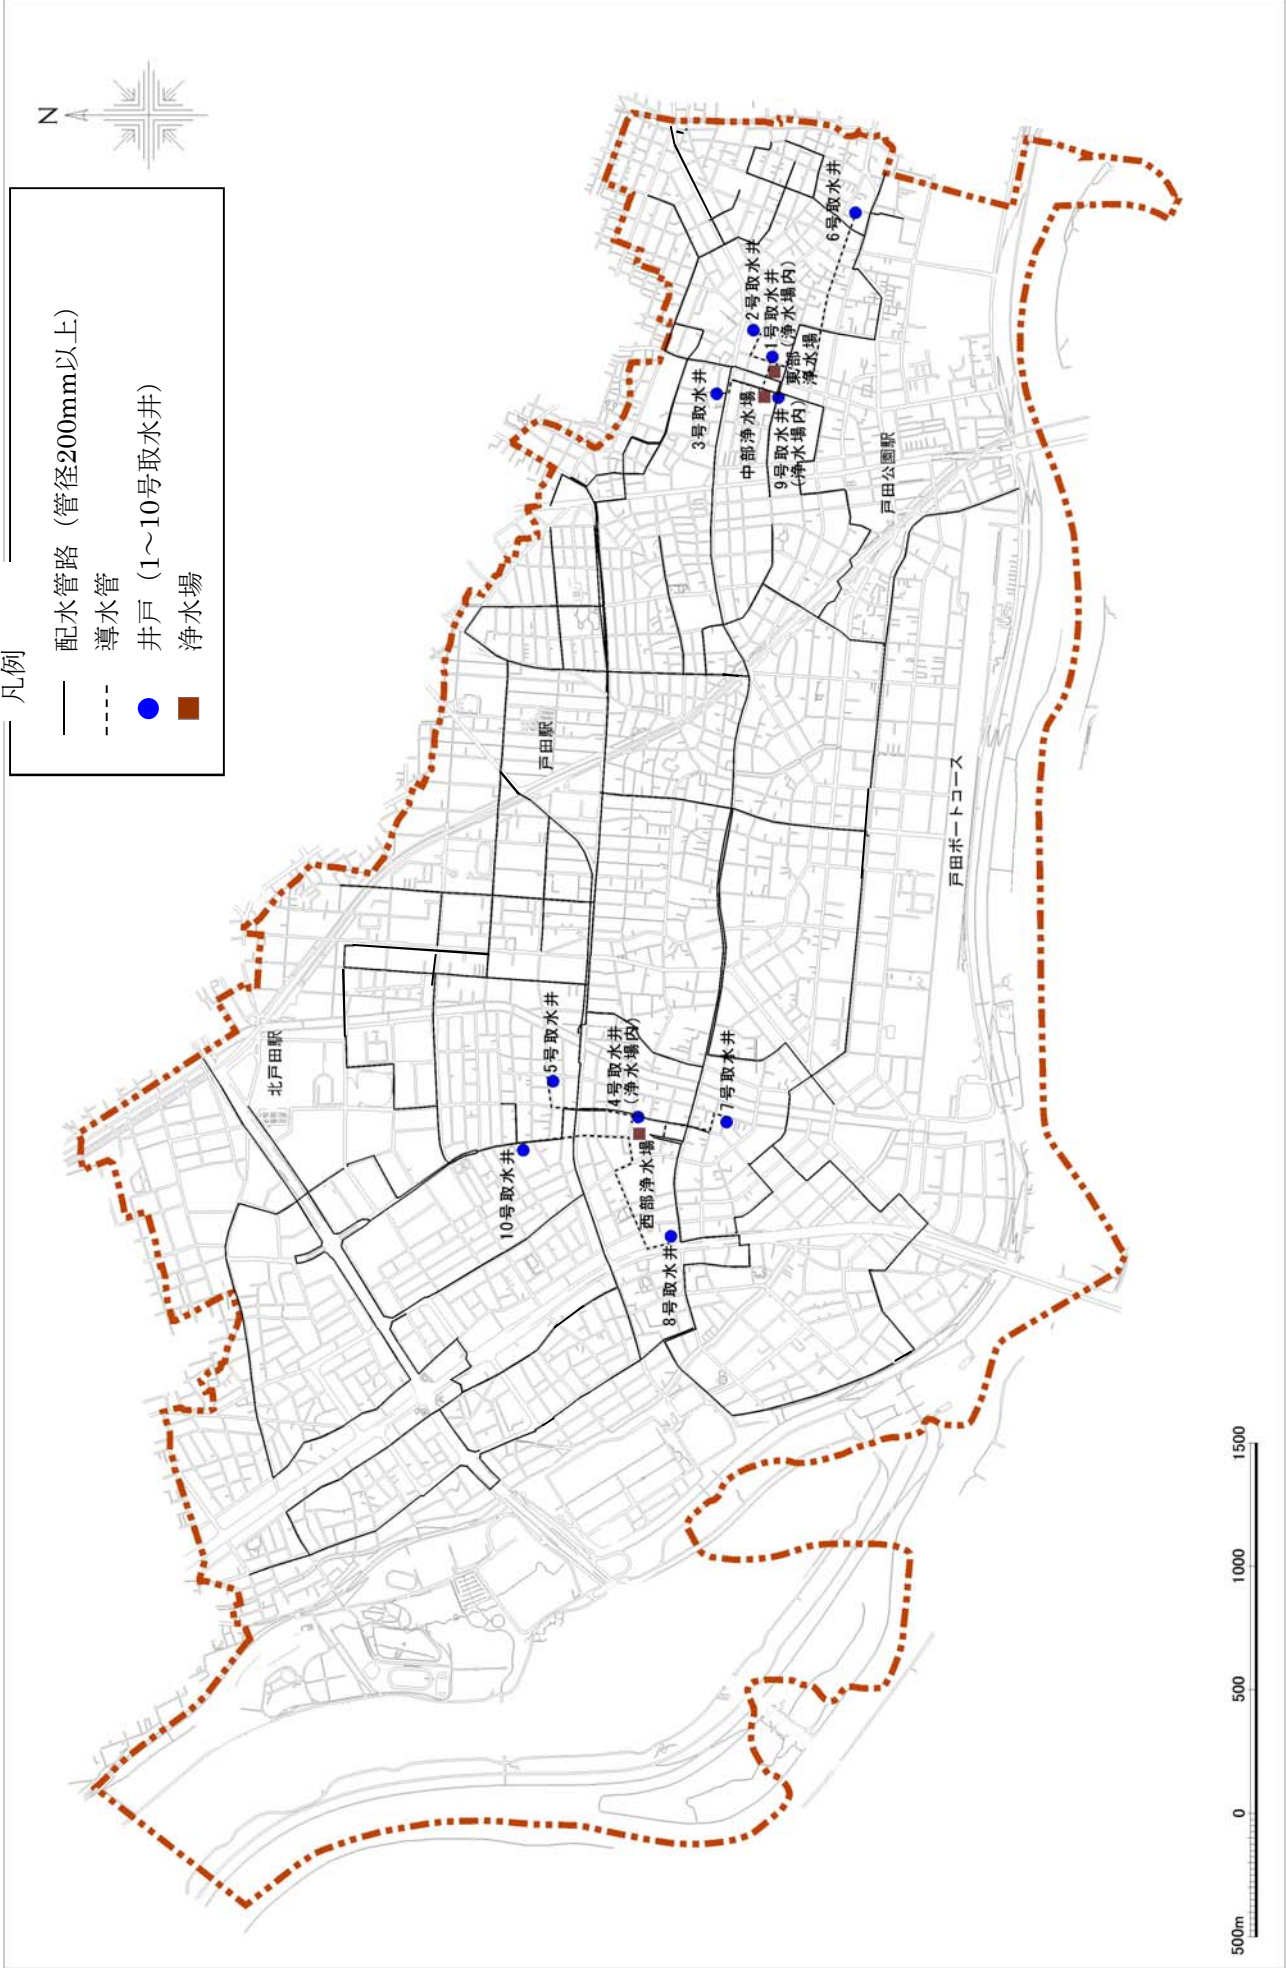 凡例
配水管路（管径200mm以上）
導水管
井戸（1～10号取水井）
浄水場
N
北戸田駅
戸田駅
戸田公園駅
戸田ボートコース
10号取水井
5号取水井
4号取水井
（浄水場内）
西部浄水場
8号取水井
7号取水井
3号取水井
中部浄水場
9号取水井
（浄水場内）
2号取水井
1号取水井
（浄水場内）
東部
浄水場
6号取水井
500m 0 500 1000 1500